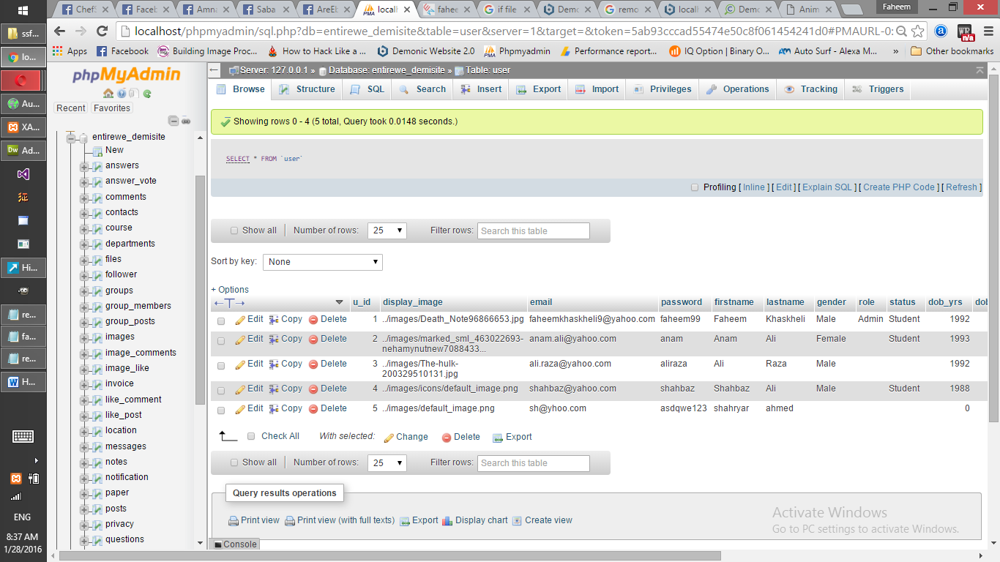 ChefS
Faceb
Amna
Saba
AreEb
localh
fahee
if file
Demo
remo
locall
Demo
Anim
Faheem
localhost/phpmyadmin/sql.php?db=entirewe_demisite&table=user&server=1&target=&token=5ab93cccad55474e50c8f061454241d0#PMAURL-0:
n/a
Apps Facebook Building Image Proc... How to Hack Like a ... Demonic Website 2.0 Phpmyadmin Performance report... IQ Option | Binary O... Auto Surf - Alexa M... » Other bookmarks
ssf...
lo...
Au...
XA...
Ad...
Hi...
re...
fa...
re...
H...
ENG
8:37 AM
1/28/2016
phpMyAdmin
Recent Favorites
entirewe_demisite
New
answers
answer_vote
comments
contacts
course
departments
files
follower
groups
group_members
group_posts
images
image_comments
image_like
invoice
like_comment
like_post
location
messages
notes
notification
paper
posts
privacy
questions
Server: 127.0.0.1 » Database: entirewe_demisite » Table: user
Browse Structure SQL Search Insert Export Import Privileges Operations Tracking Triggers
Showing rows 0 - 4 (5 total, Query took 0.0148 seconds.)
SELECT * FROM `user`
Profiling [ Inline ] [ Edit ] [ Explain SQL ] [ Create PHP Code ] [ Refresh ]
Show all Number of rows: 25 Filter rows: Search this table
Sort by key: None
+ Options
u_id display_image email password firstname lastname gender role status dob_yrs dob
Edit Copy Delete 1 ../images/Death_Note96866653.jpg faheemkhaskheli9@yahoo.com faheem99 Faheem Khaskheli Male Admin Student 1992
Edit Copy Delete 2 ../images/marked_sml_463022693- anam.ali@yahoo.com anam Anam Ali Female Student 1993
nehamynutnew7088433...
Edit Copy Delete 3 ../images/The-hulk- ali.raza@yahoo.com aliraza Ali Raza Male 1992
200329510131.jpg
Edit Copy Delete 4 ../images/icons/default_image.png shahbaz@yahoo.com shahbaz Shahbaz Ali Male Student 1988
Edit Copy Delete 5 ../images/default_image.png sh@yhoo.com asdqwe123 shahryar ahmed 0
Check All With selected: Change Delete Export
Show all Number of rows: 25 Filter rows: Search this table
Query results operations
Print view Print view (with full texts) Export Display chart Create view
Console
Activate Windows
Go to PC settings to activate Windows.